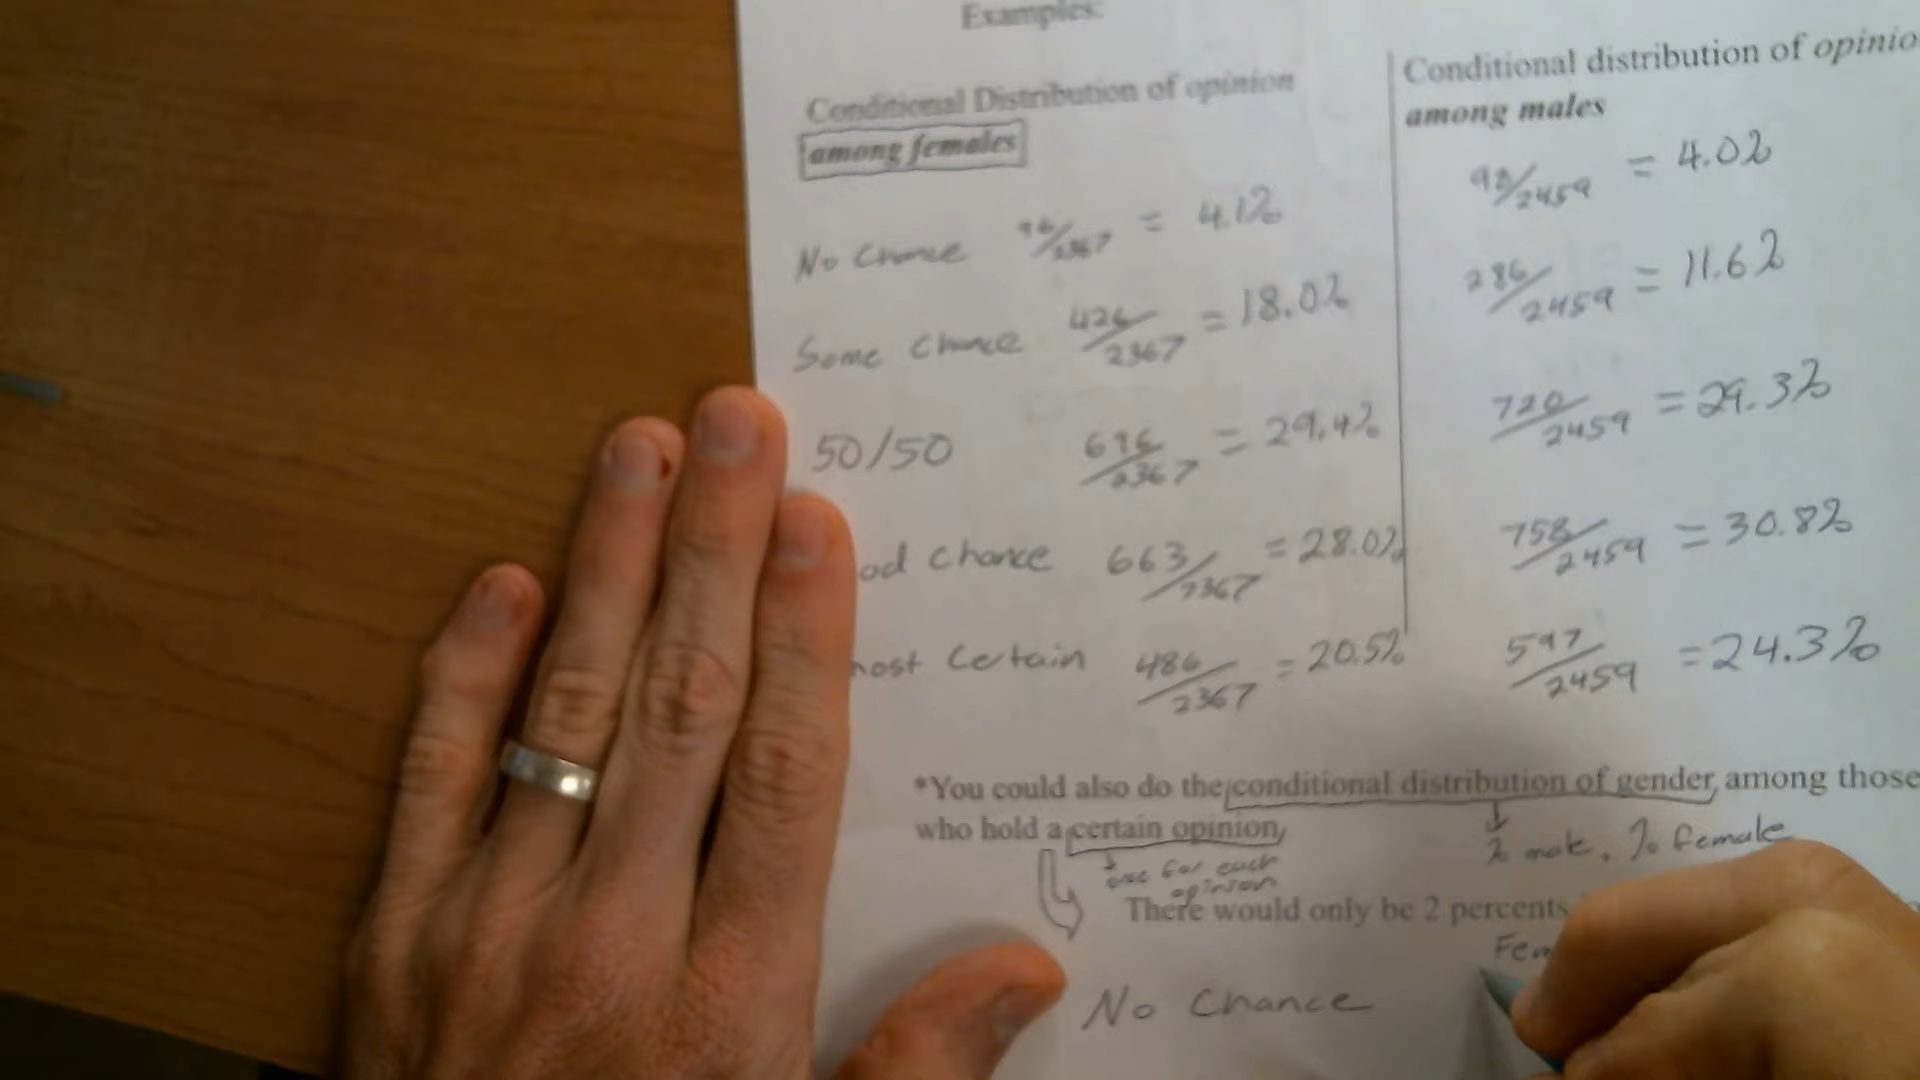 Examples:
Conditional Distribution of opinion
among females
No Chance 96/2367 = 4.1%
Some Chance 426/2367 = 18.0%
50/50 696/2367 = 29.4%
od Chance 663/2367 = 28.0%
most Certain 486/2367 = 20.5%
Conditional distribution of opinio
among males
98/2459 = 4.0%
286/2459 = 11.6%
720/2459 = 29.3%
758/2459 = 30.8%
597/2459 = 24.3%
*You could also do the conditional distribution of gender among those
who hold a certain opinion
% male, % female
one for each
opinion
There would only be 2 percents
Fem
No Chance